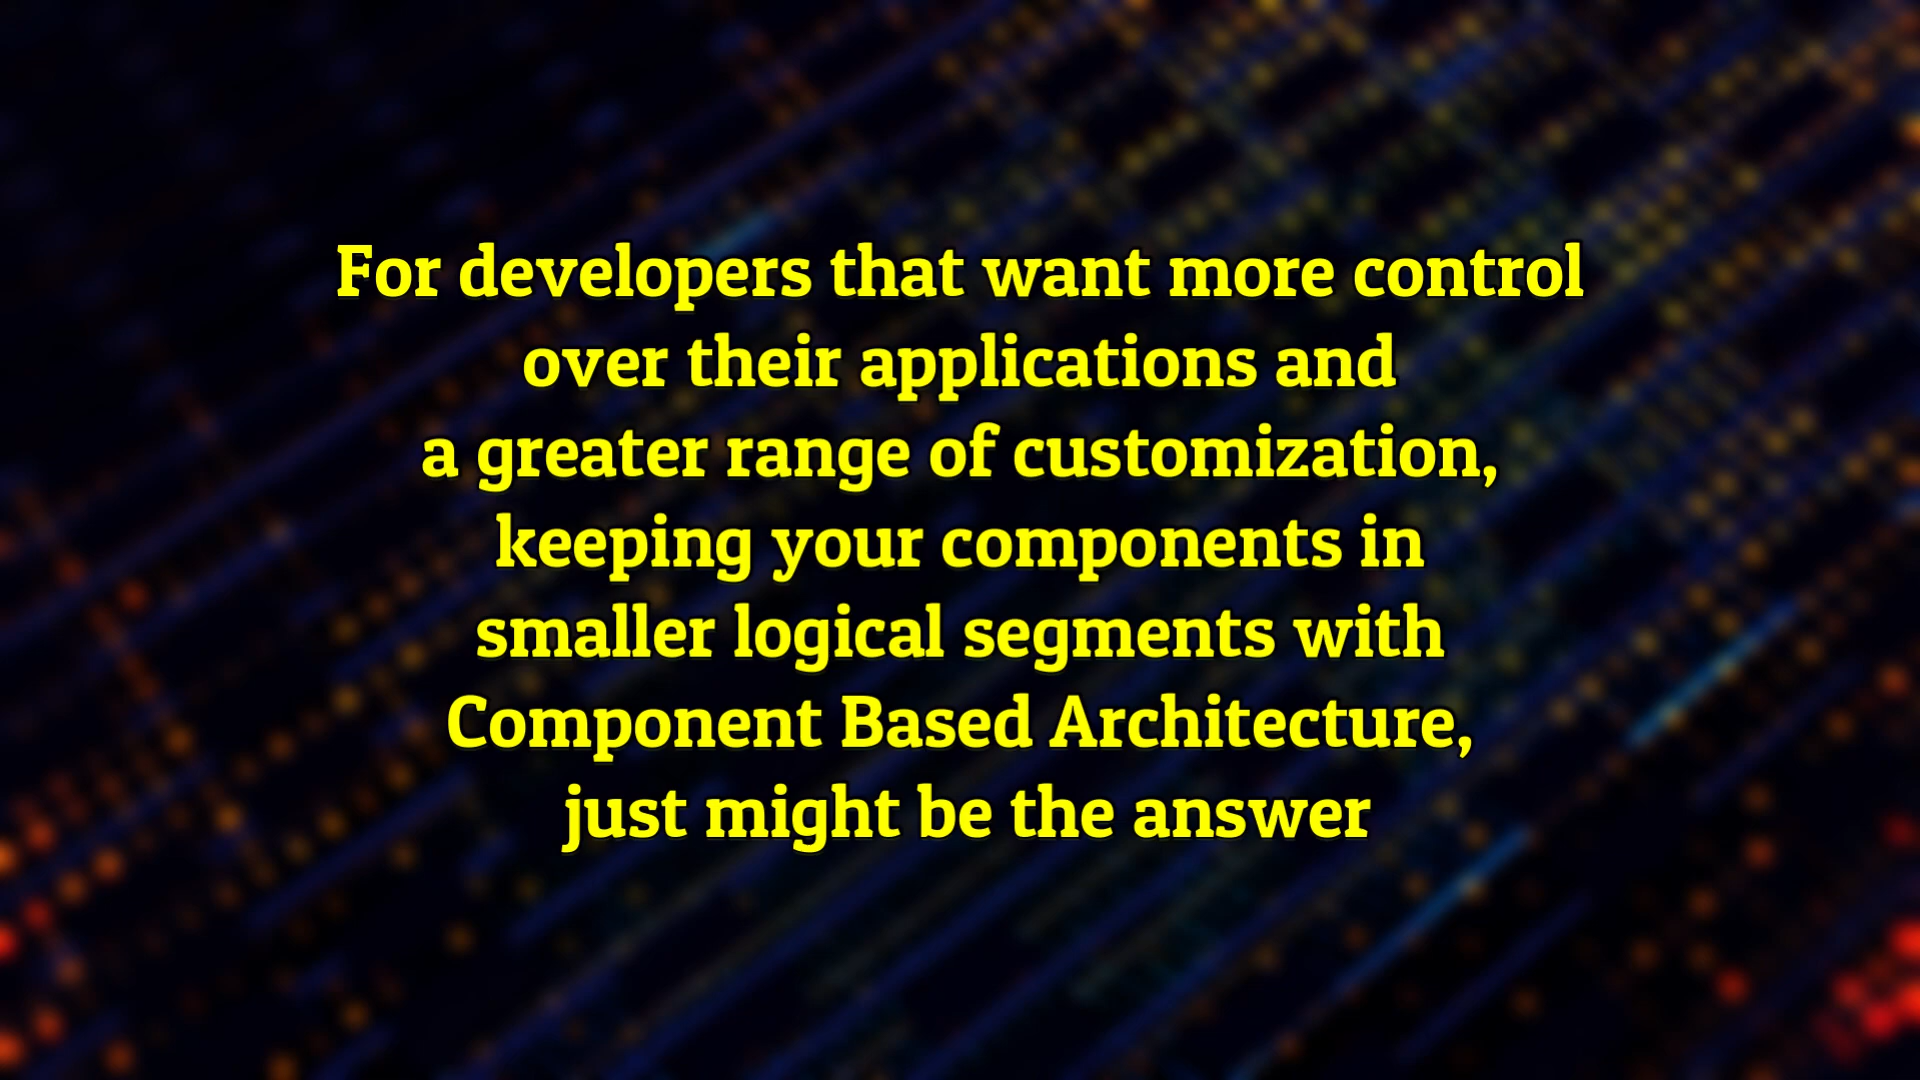 For developers that want more control
over their applications and
a greater range of customization,
keeping your components in
smaller logical segments with
Component Based Architecture,
just might be the answer